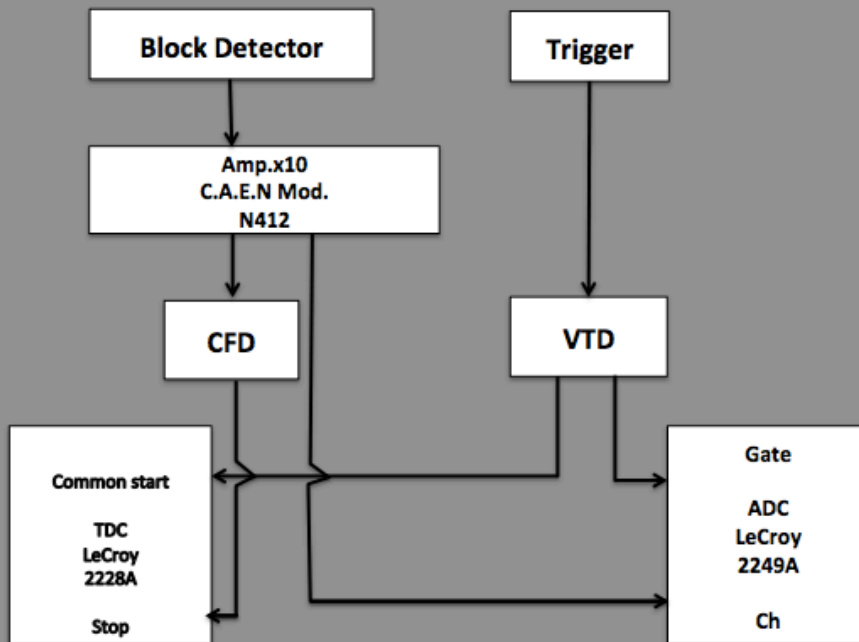 Block Detector
Trigger
Amp.x10
C.A.E.N Mod.
N412
CFD
VTD
Common start
TDC
LeCroy
2228A
Stop
Gate
ADC
LeCroy
2249A
Ch